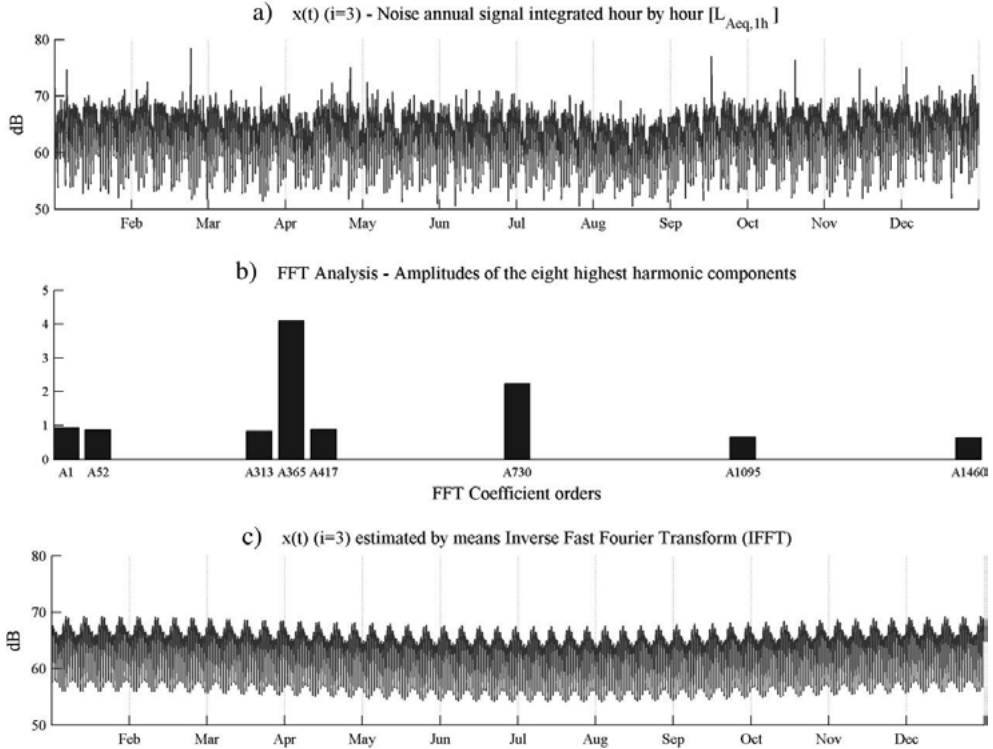 a) x(t) (i=3) - Noise annual signal integrated hour by hour [L_Aeq,1h ]
80
70
60
50
dB
Feb Mar Apr May Jun Jul Aug Sep Oct Nov Dec
b) FFT Analysis - Amplitudes of the eight highest harmonic components
5
4
3
2
1
0
A1 A52 A313 A365 A417 A730 A1095 A1460
FFT Coefficient orders
c) x(t) (i=3) estimated by means Inverse Fast Fourier Transform (IFFT)
80
70
60
50
dB
Feb Mar Apr May Jun Jul Aug Sep Oct Nov Dec